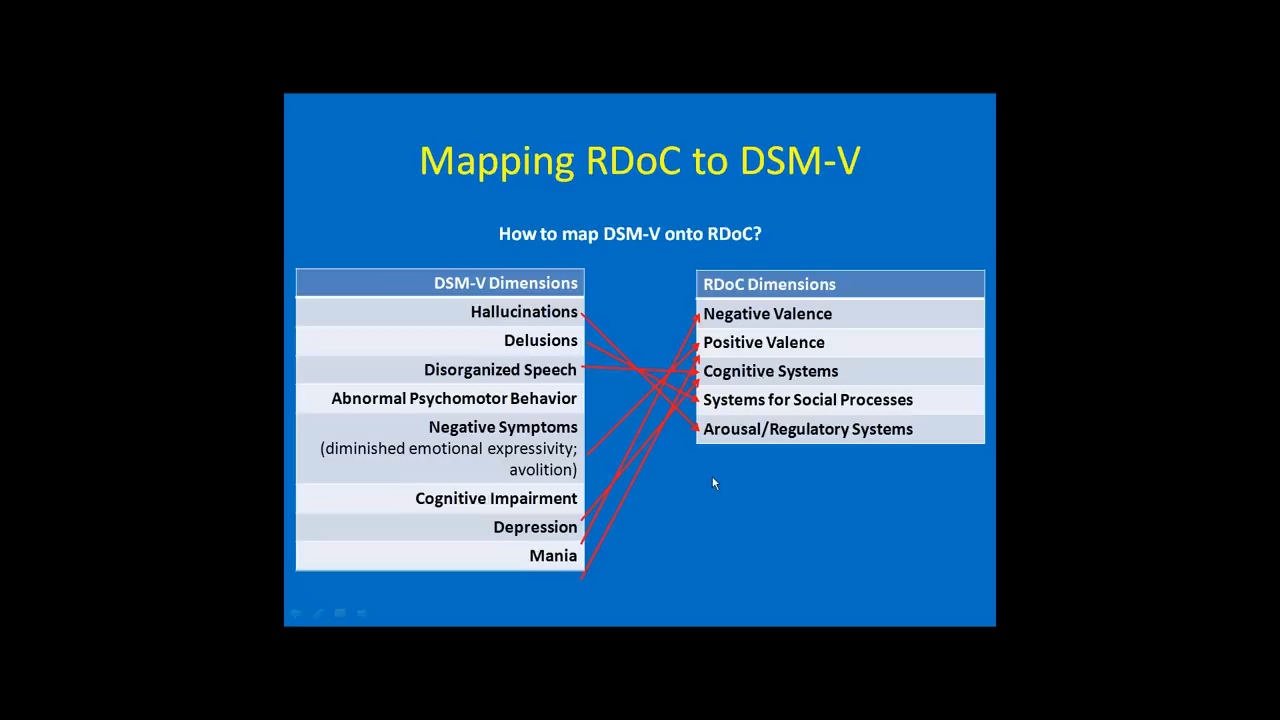 Mapping RDoC to DSM-V
How to map DSM-V onto RDoC?
DSM-V Dimensions
Hallucinations
Delusions
Disorganized Speech
Abnormal Psychomotor Behavior
Negative Symptoms
(diminished emotional expressivity;
avolition)
Cognitive Impairment
Depression
Mania
RDoC Dimensions
Negative Valence
Positive Valence
Cognitive Systems
Systems for Social Processes
Arousal/Regulatory Systems